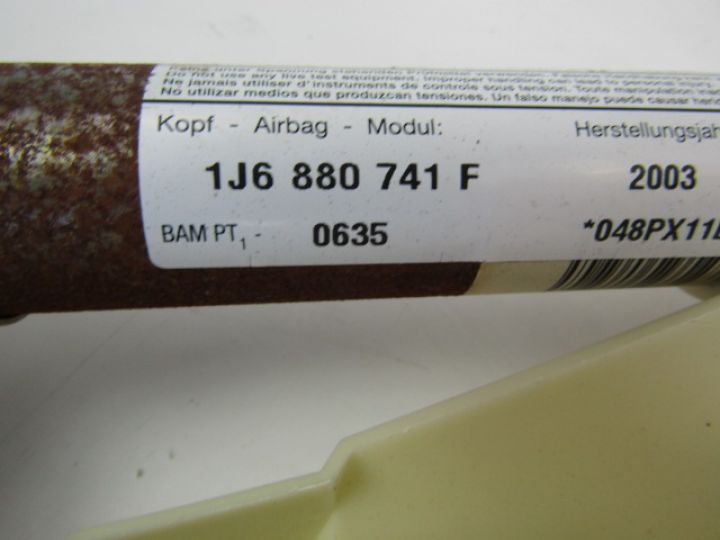 Do not use any live test equipment. Improper handling can lead to personal injury.
Ne jamais utiliser d'instruments de controle sous tension. Toute manipulation
No utilizar medios que produzcan tensiones. Un falso manejo puede causar
Kopf - Airbag - Modul:
Herstellungsjah
1J6 880 741 F
2003
BAM PT1 - 0635
*048PX11